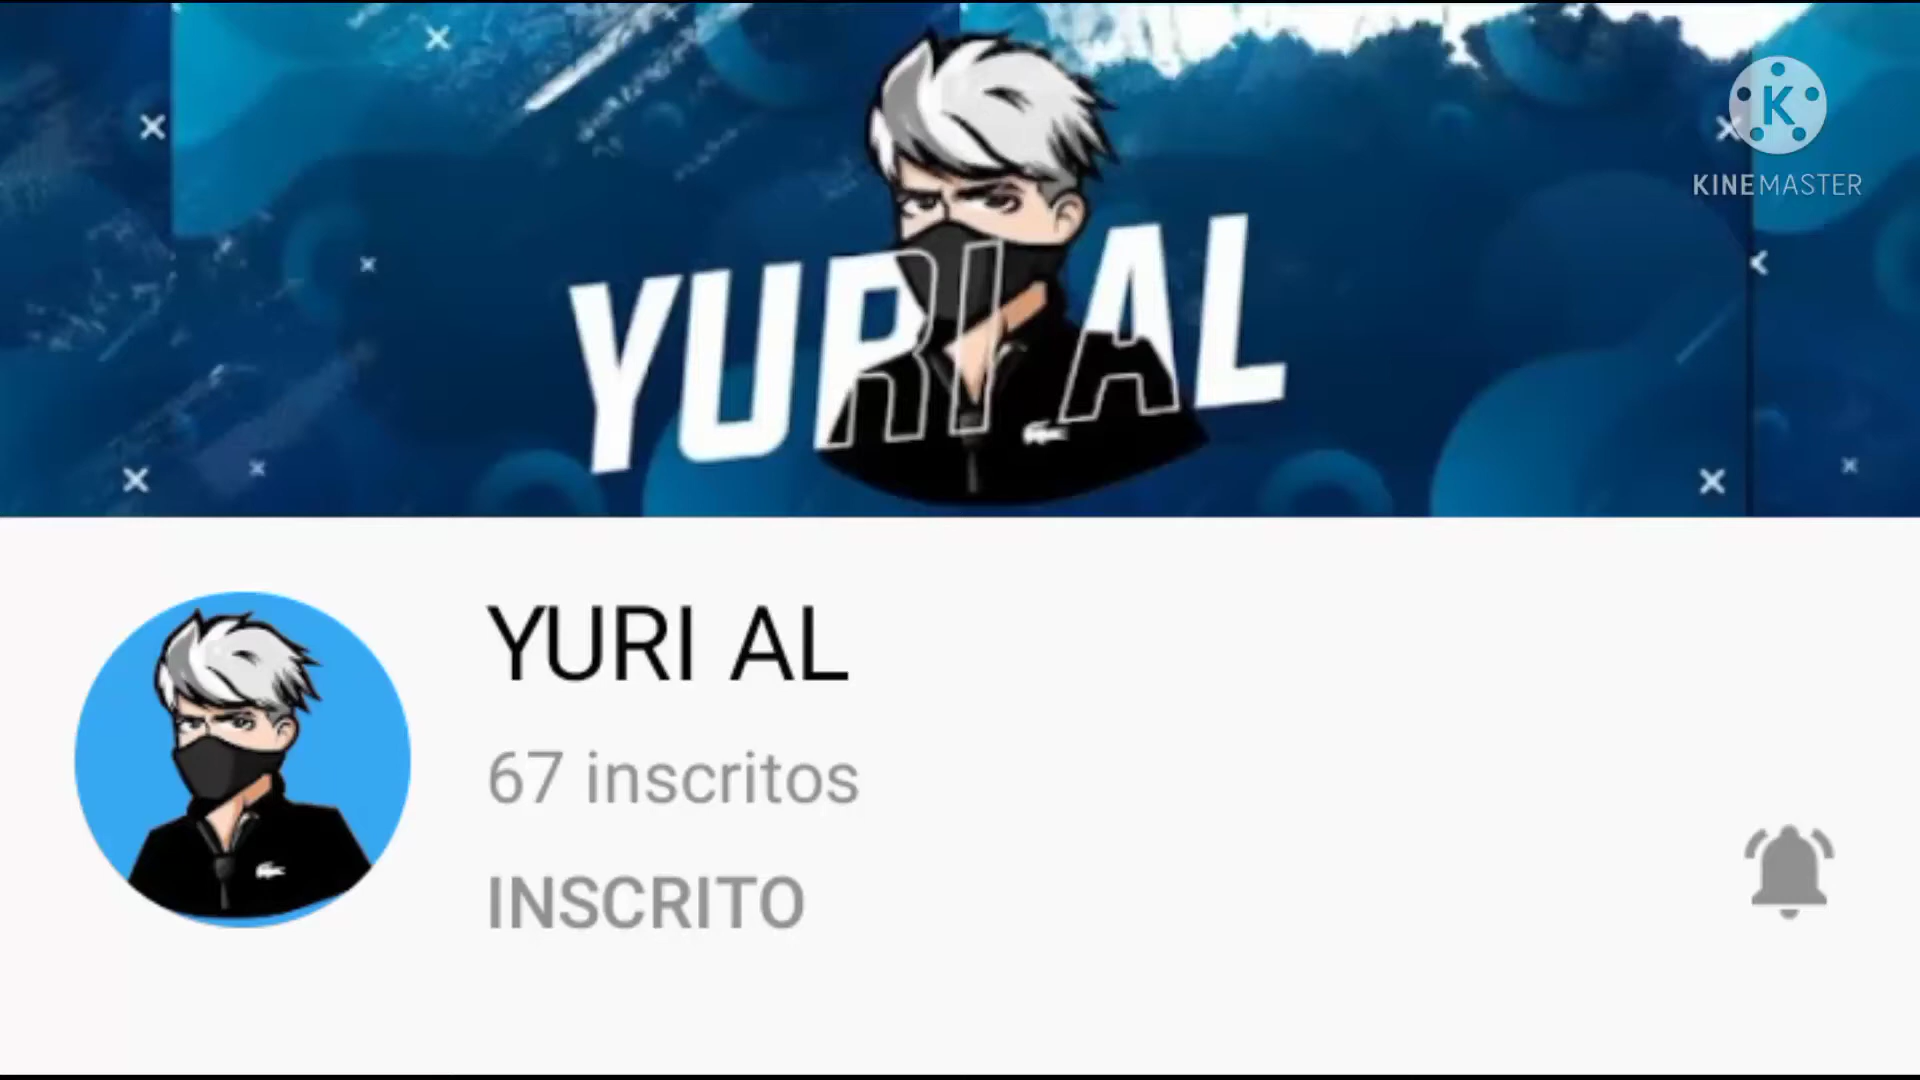 K
KINEMASTER
YURI AL
YURI AL
67 inscritos
INSCRITO